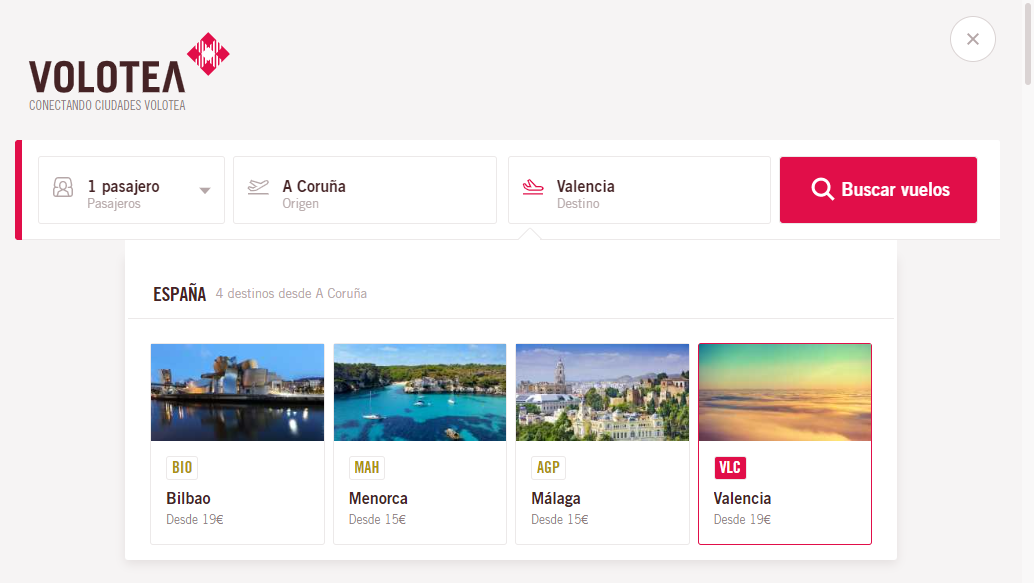 VOLOTEA
CONECTANDO CIUDADES VOLOTEA
1 pasajero
Pasajeros
A Coruña
Origen
Valencia
Destino
Buscar vuelos
ESPAÑA 4 destinos desde A Coruña
BIO
Bilbao
Desde 19€
MAH
Menorca
Desde 15€
AGP
Málaga
Desde 15€
VLC
Valencia
Desde 19€